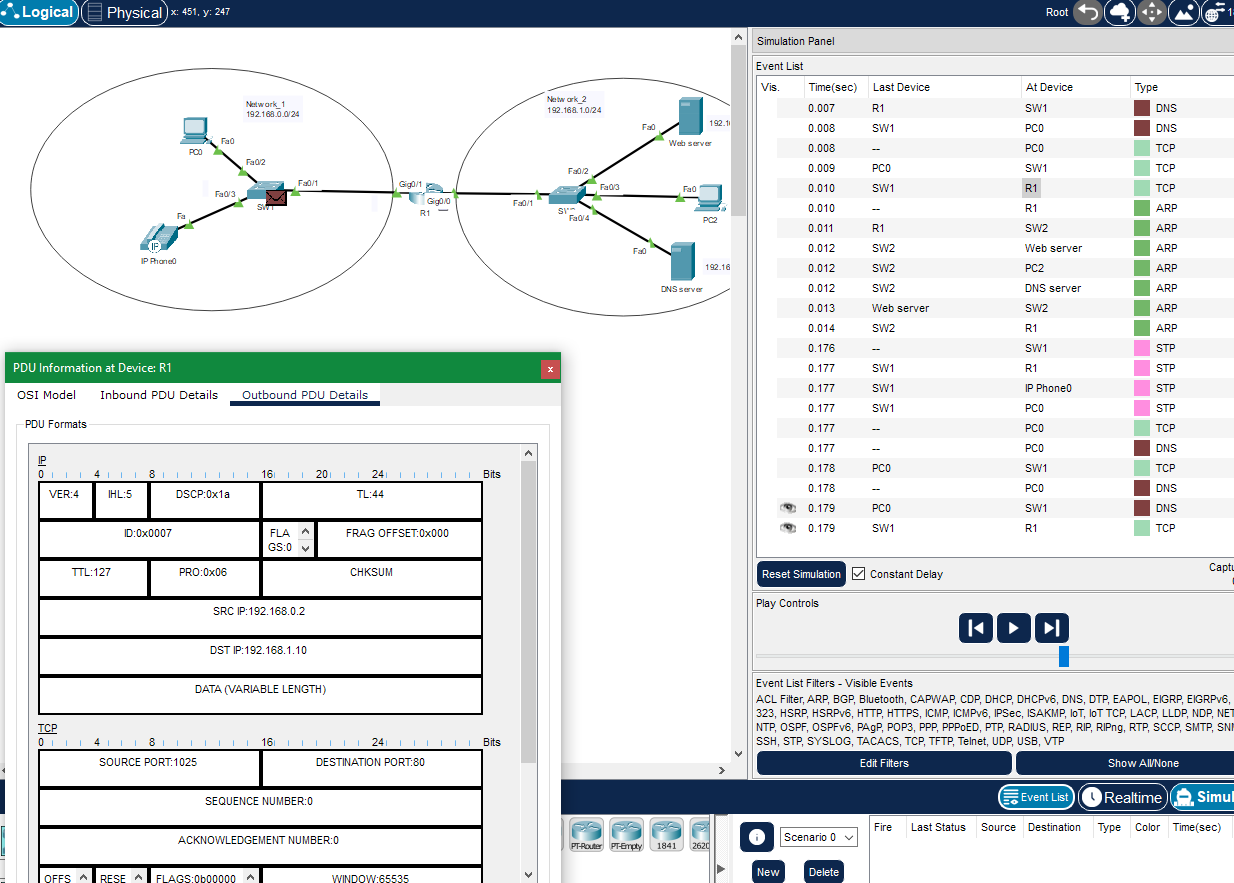 Logical Physical x: 451, y: 247 Root
Network_1
192.168.0.0/24
PC0
Fa0
Fa0/2
Fa0/3
Fa0/1
SW1
Fa
IP
IP Phone0
Gig0/1
Gig0/0
R1
Network_2
192.168.1.0/24
Fa0
Web server
Fa0/2
Fa0/3
Fa0/1
Fa0/4
Fa0
PC2
Fa0
DNS server
Simulation Panel
Event List
Vis. Time(sec) Last Device At Device Type
0.007 R1 SW1 DNS
0.008 SW1 PC0 DNS
0.008 -- PC0 TCP
0.009 PC0 SW1 TCP
0.010 SW1 R1 TCP
0.010 -- R1 ARP
0.011 R1 SW2 ARP
0.012 SW2 Web server ARP
0.012 SW2 PC2 ARP
0.012 SW2 DNS server ARP
0.013 Web server SW2 ARP
0.014 SW2 R1 ARP
0.176 -- SW1 STP
0.177 SW1 R1 STP
0.177 SW1 IP Phone0 STP
0.177 SW1 PC0 STP
0.177 -- PC0 TCP
0.177 -- PC0 DNS
0.178 PC0 SW1 TCP
0.178 -- PC0 DNS
0.179 PC0 SW1 DNS
0.179 SW1 R1 TCP
Reset Simulation Constant Delay
Play Controls
Event List Filters - Visible Events
ACL Filter, ARP, BGP, Bluetooth, CAPWAP, CDP, DHCP, DHCPv6, DNS, DTP, EAPOL, EIGRP, EIGRPv6,
323, HSRP, HSRPv6, HTTP, HTTPS, ICMP, ICMPv6, IPSec, ISAKMP, IoT, IoT TCP, LACP, LLDP, NDP,
NTP, OSPF, OSPFv6, PAgP, POP3, PPP, PPPoED, PTP, RADIUS, REP, RIP, RIPng, RTP, SCCP, SMTP,
SSH, STP, SYSLOG, TACACS, TCP, TFTP, Telnet, UDP, USB, VTP
Edit Filters Show All/None
Event List Realtime
PDU Information at Device: R1 x
OSI Model Inbound PDU Details Outbound PDU Details
PDU Formats
IP
0 4 8 16 20 24 Bits
VER:4 IHL:5 DSCP:0x1a TL:44
ID:0x0007 FLA
GS:0 FRAG OFFSET:0x000
TTL:127 PRO:0x06 CHKSUM
SRC IP:192.168.0.2
DST IP:192.168.1.10
DATA (VARIABLE LENGTH)
TCP
0 4 8 16 24 Bits
SOURCE PORT:1025 DESTINATION PORT:80
SEQUENCE NUMBER:0
ACKNOWLEDGEMENT NUMBER:0
OFFS RESE FLAGS:0b00000 WINDOW:65535
PT-Router PT-Empty 1841
Scenario 0
New Delete
Fire Last Status Source Destination Type Color Time(sec)